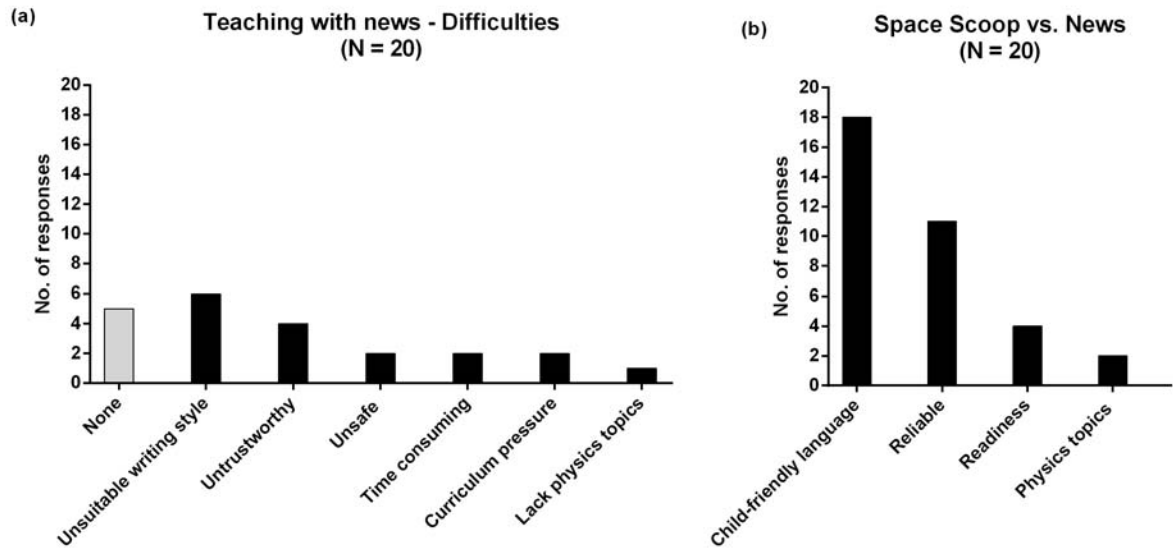 (a)
Teaching with news - Difficulties
(N = 20)
No. of responses
20
18
16
14
12
10
8
6
4
2
0
None
Unsuitable writing style
Untrustworthy
Unsafe
Time consuming
Curriculum pressure
Lack physics topics
(b)
Space Scoop vs. News
(N = 20)
No. of responses
20
18
16
14
12
10
8
6
4
2
0
Child-friendly language
Reliable
Readiness
Physics topics